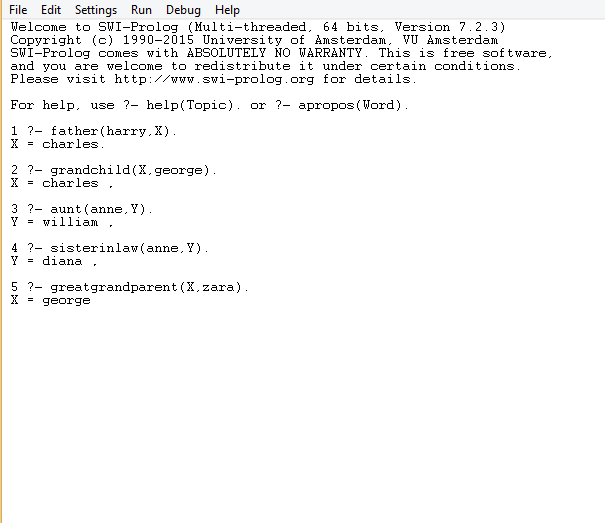 File Edit Settings Run Debug Help
Welcome to SWI-Prolog (Multi-threaded, 64 bits, Version 7.2.3)
Copyright (c) 1990-2015 University of Amsterdam, VU Amsterdam
SWI-Prolog comes with ABSOLUTELY NO WARRANTY. This is free software,
and you are welcome to redistribute it under certain conditions.
Please visit http://www.swi-prolog.org for details.
For help, use ?- help(Topic). or ?- apropos(Word).
1 ?- father(harry,X).
X = charles.
2 ?- grandchild(X,george).
X = charles ,
3 ?- aunt(anne,Y).
Y = william ,
4 ?- sisterinlaw(anne,Y).
Y = diana ,
5 ?- greatgrandparent(X,zara).
X = george